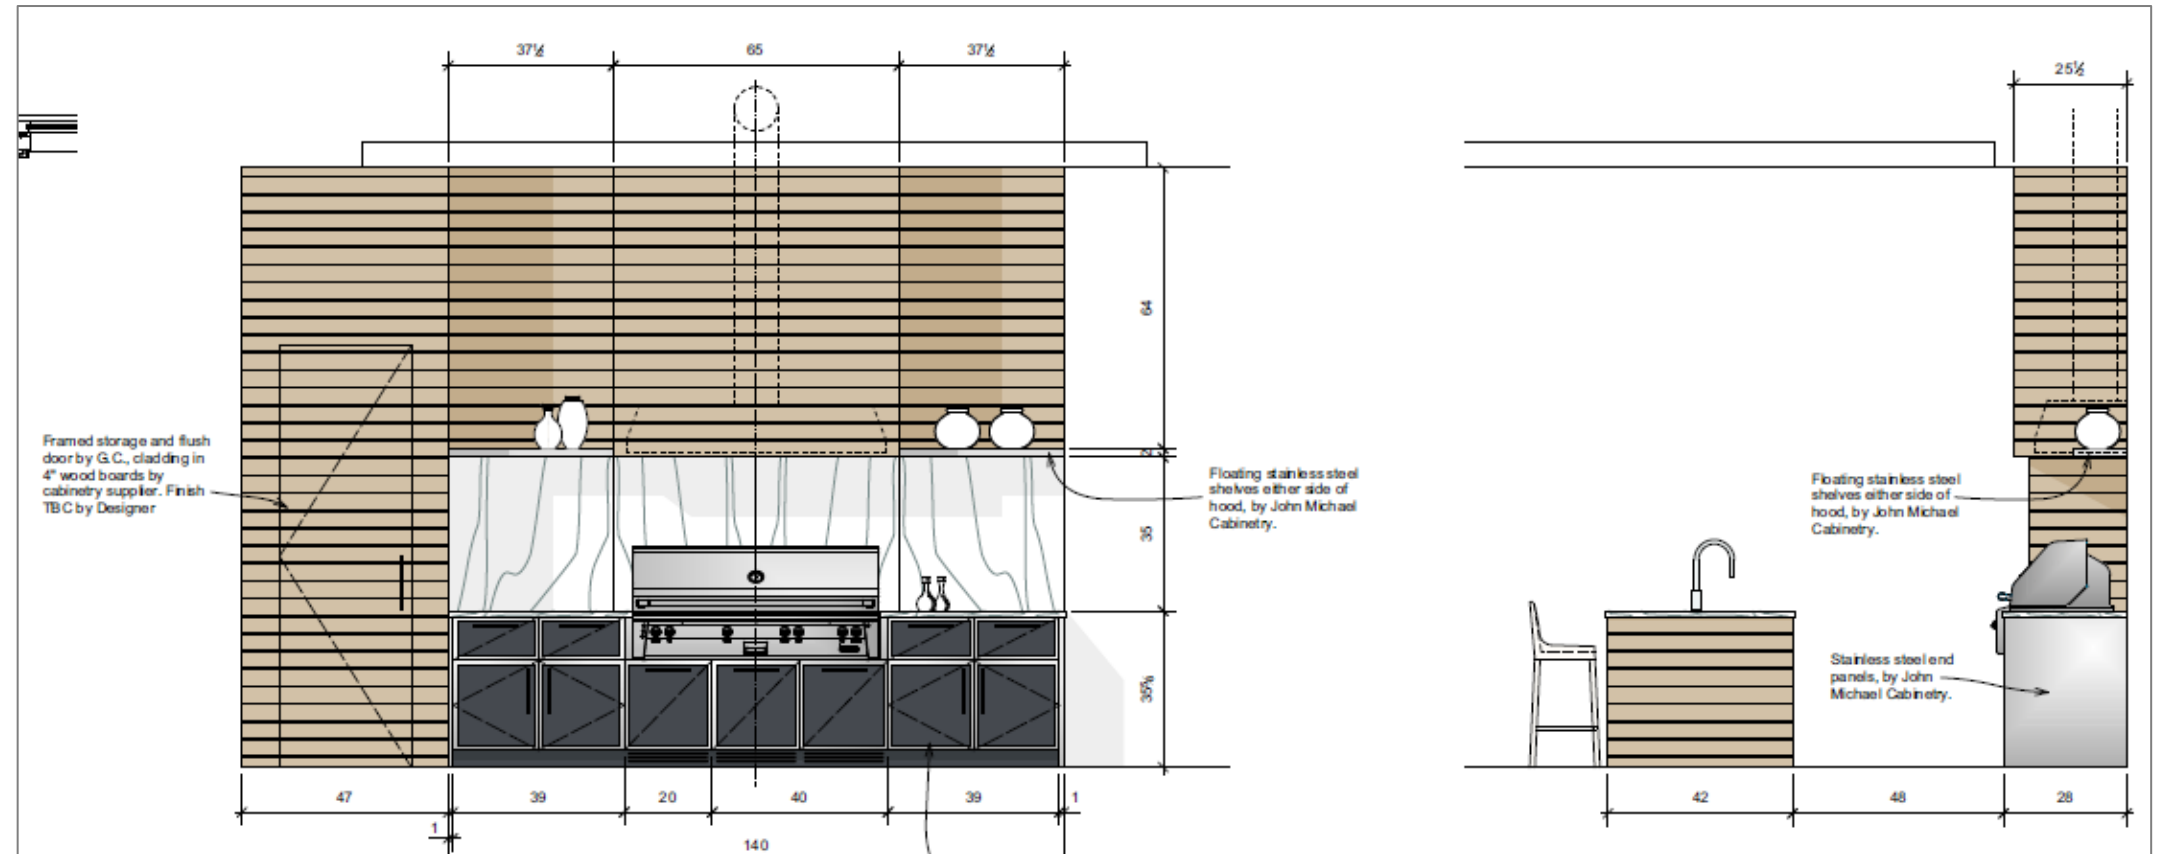 37½
65
37½
25½
64
2
35
35⅝
Framed storage and flush
door by G.C., cladding in
4" wood boards by
cabinetry supplier. Finish
TBC by Designer
Floating stainless steel
shelves either side of
hood, by John Michael
Cabinetry.
Floating stainless steel
shelves either side of
hood, by John Michael
Cabinetry.
Stainless steel end
panels, by John
Michael Cabinetry.
47
39
20
40
39
1
1
140
42
48
28